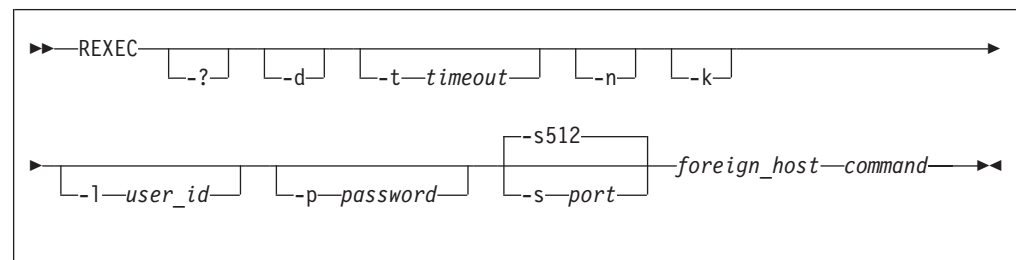 REXEC
-? -d -t timeout -n -k
-s512
foreign_host command
-l user_id -p password -s port